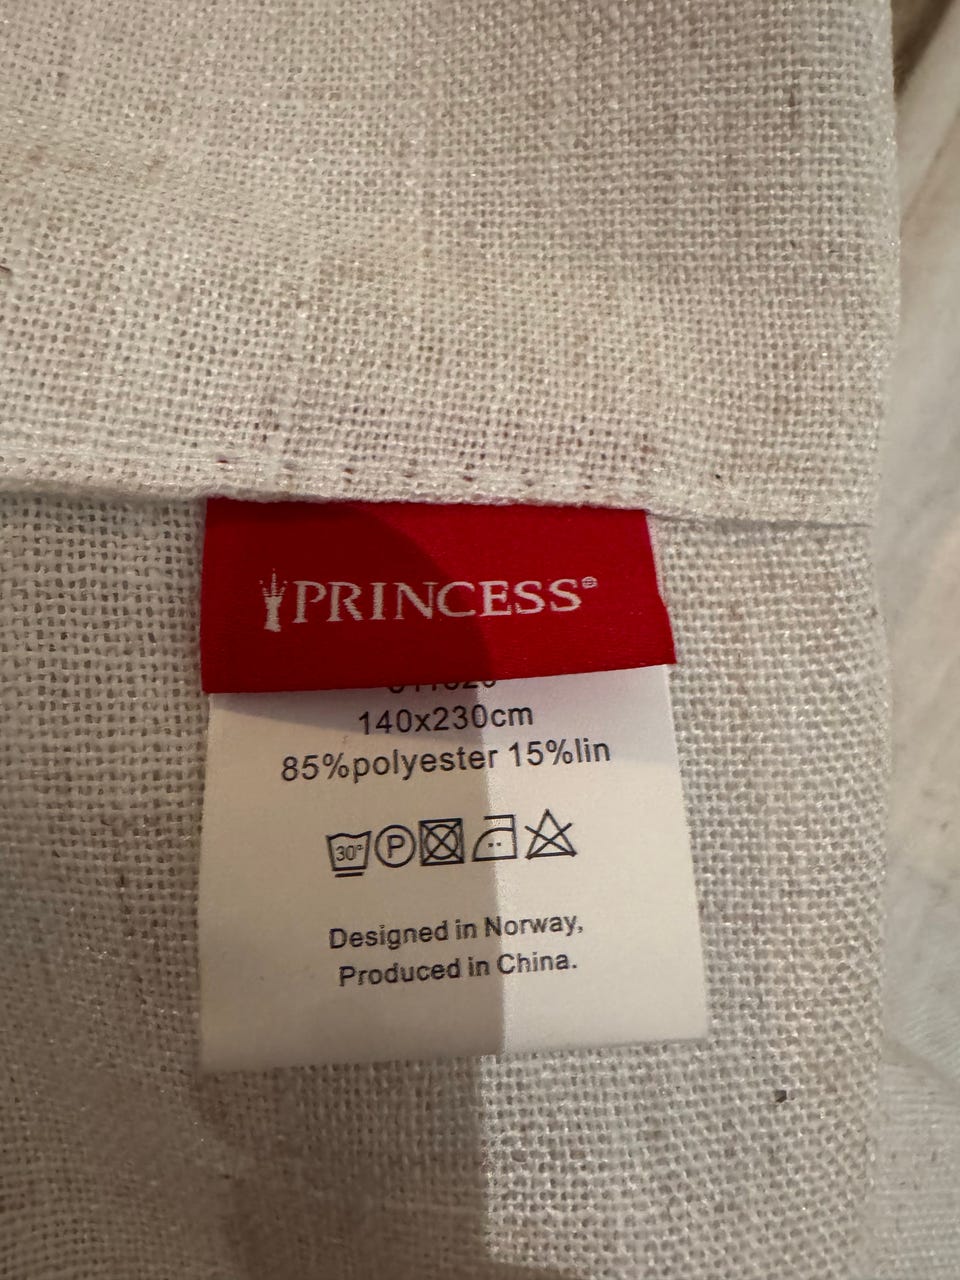 PRINCESS®
140x230cm
85%polyester 15%lin
30° P
Designed in Norway,
Produced in China.